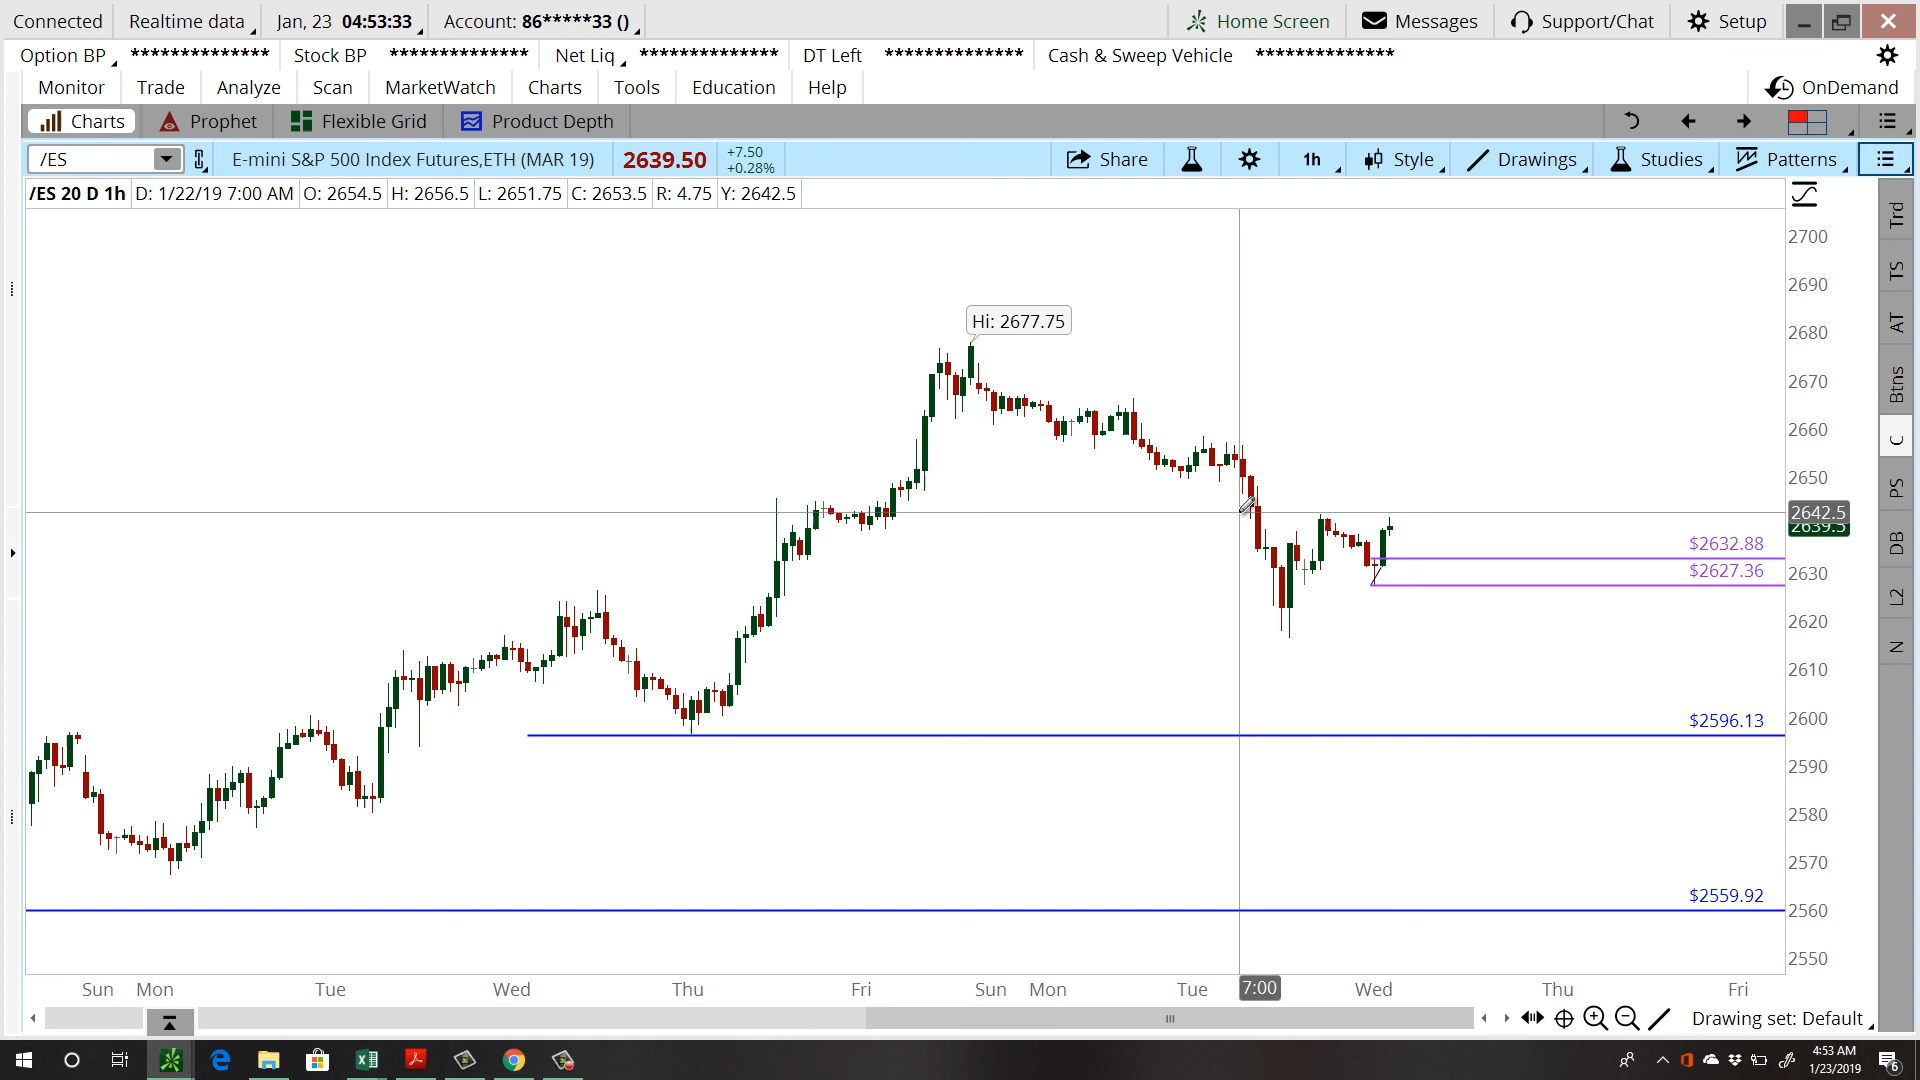 Connected Realtime data Jan, 23 04:53:33 Account: 86*****33 () Home Screen Messages Support/Chat Setup
Option BP ************** Stock BP ************** Net Liq ************** DT Left ************** Cash & Sweep Vehicle **************
Monitor Trade Analyze Scan MarketWatch Charts Tools Education Help OnDemand
Charts Prophet Flexible Grid Product Depth
/ES E-mini S&P 500 Index Futures,ETH (MAR 19) 2639.50 +7.50 Share 1h Style Drawings Studies Patterns
+0.28%
/ES 20 D 1h D: 1/22/19 7:00 AM O: 2654.5 H: 2656.5 L: 2651.75 C: 2653.5 R: 4.75 Y: 2642.5
Trd
2700
TS
2690
Hi: 2677.75
AT
2680
2670
Btns
2660
C
2650
PS
2642.5
2639.5
$2632.88
DB
$2627.36
2630
L2
2620
N
2610
$2596.13
2600
2590
2580
2570
$2559.92
2560
2550
Sun Mon Tue Wed Thu Fri Sun Mon Tue 7:00 Wed Thu Fri
Drawing set: Default
4:53 AM
1/23/2019
6